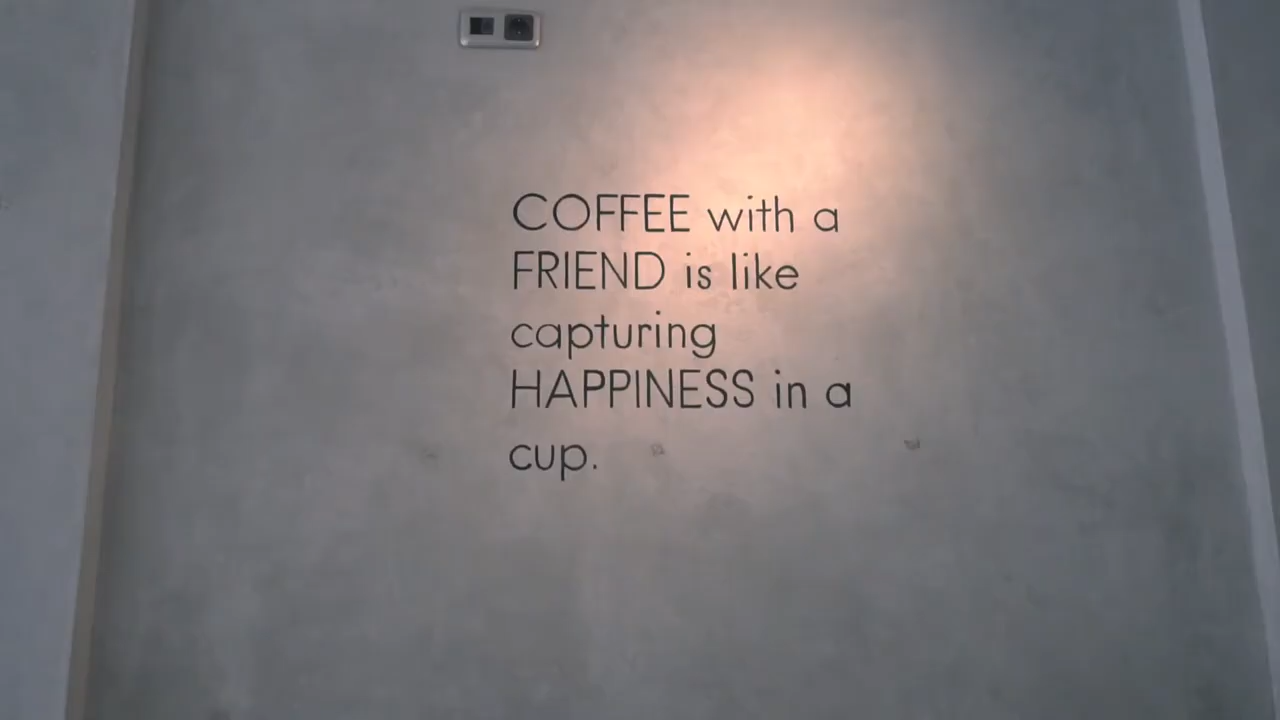 COFFEE with a
FRIEND is like
capturing
HAPPINESS in a
cup.